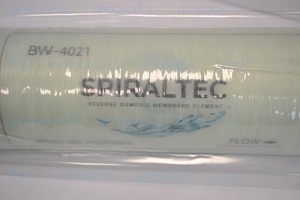 BW-4021
SPIRALTEC
REVERSE OSMOSIS MEMBRANE ELEMENT
FLOW